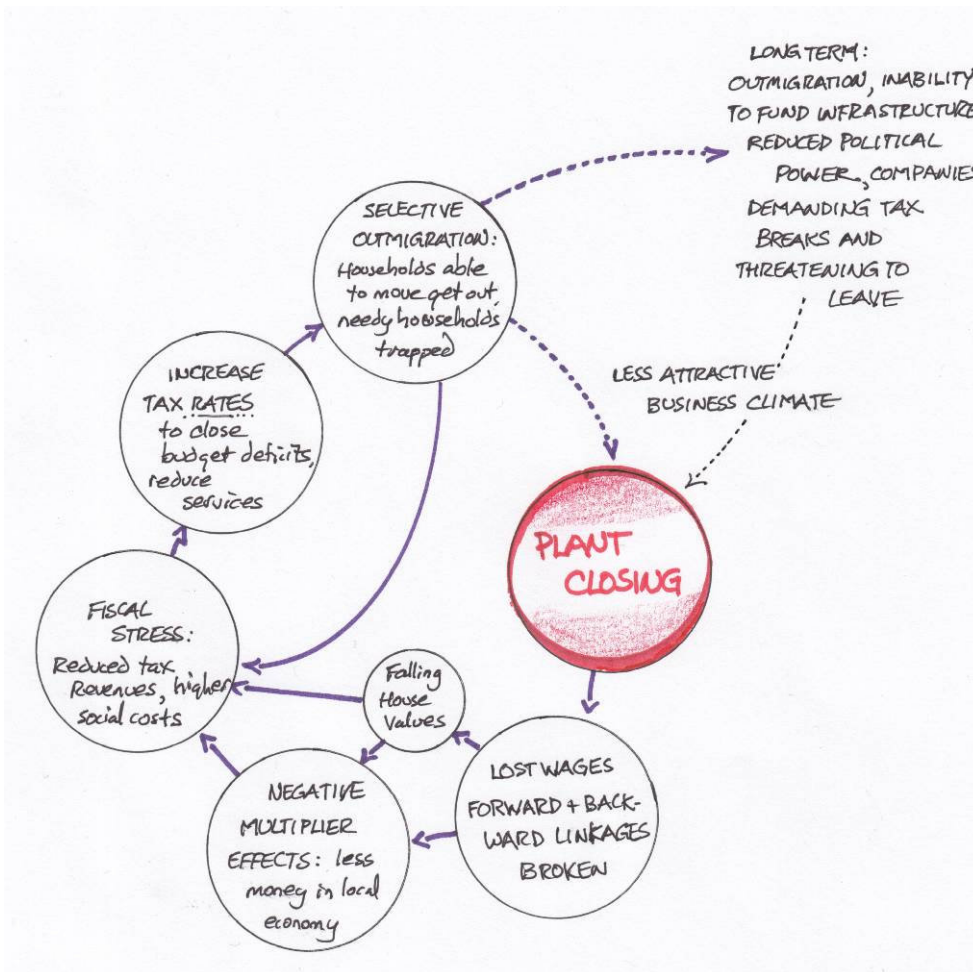 LONG TERM:
OUTMIGRATION, INABILITY
TO FUND INFRASTRUCTURE
REDUCED POLITICAL
POWER, COMPANIES
DEMANDING TAX
BREAKS AND
THREATENING TO
LEAVE
SELECTIVE
OUTMIGRATION:
Households able
to move get out,
needy households
trapped
INCREASE
TAX RATES
to close
budget deficits,
reduce
services
LESS ATTRACTIVE
BUSINESS CLIMATE
PLANT
CLOSING
FISCAL
STRESS:
Reduced tax
Revenues, higher
social costs
Falling
House
Values
LOST WAGES
FORWARD + BACK-
WARD LINKAGES
BROKEN
NEGATIVE
MULTIPLIER
EFFECTS: less
money in local
economy